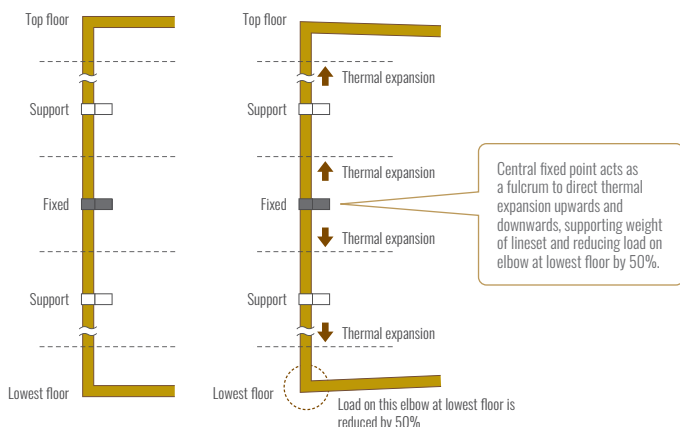 Top floor
Support
Fixed
Support
Lowest floor
Top floor
Thermal expansion
Support
Thermal expansion
Fixed
Thermal expansion
Support
Thermal expansion
Lowest floor
Load on this elbow at lowest floor is
reduced by 50%
Central fixed point acts as
a fulcrum to direct thermal
expansion upwards and
downwards, supporting weight
of lineset and reducing load on
elbow at lowest floor by 50%.